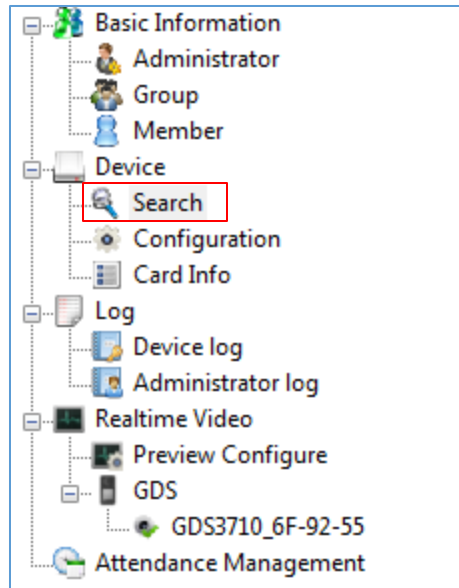 Basic Information
Administrator
Group
Member
Device
Search
Configuration
Card Info
Log
Device log
Administrator log
Realtime Video
Preview Configure
GDS
GDS3710_6F-92-55
Attendance Management